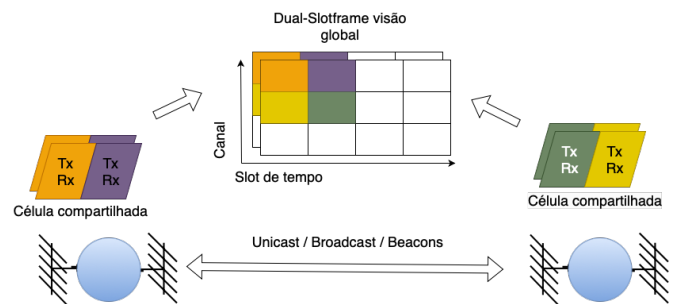 Dual-Slotframe visão
global
Canal
Slot de tempo
Tx Tx
Rx Rx
Célula compartilhada
Tx Tx
Rx Rx
Célula compartilhada
Unicast / Broadcast / Beacons